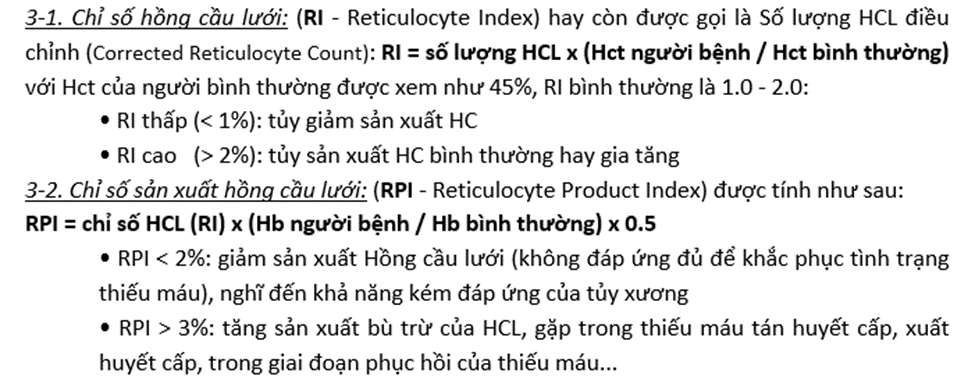 3-1. Chỉ số hồng cầu lưới: (RI - Reticulocyte Index) hay còn được gọi là Số lượng HCL điều
chỉnh (Corrected Reticulocyte Count): RI = số lượng HCL x (Hct người bệnh / Hct bình thường)
với Hct của người bình thường được xem như 45%, RI bình thường là 1.0 - 2.0:
• RI thấp (< 1%): tủy giảm sản xuất HC
• RI cao (> 2%): tủy sản xuất HC bình thường hay gia tăng
3-2. Chỉ số sản xuất hồng cầu lưới: (RPI - Reticulocyte Product Index) được tính như sau:
RPI = chỉ số HCL (RI) x (Hb người bệnh / Hb bình thường) x 0.5
• RPI < 2%: giảm sản xuất Hồng cầu lưới (không đáp ứng đủ để khắc phục tình trạng
thiếu máu), nghĩ đến khả năng kém đáp ứng của tủy xương
• RPI > 3%: tăng sản xuất bù trừ của HCL, gặp trong thiếu máu tán huyết cấp, xuất
huyết cấp, trong giai đoạn phục hồi của thiếu máu...